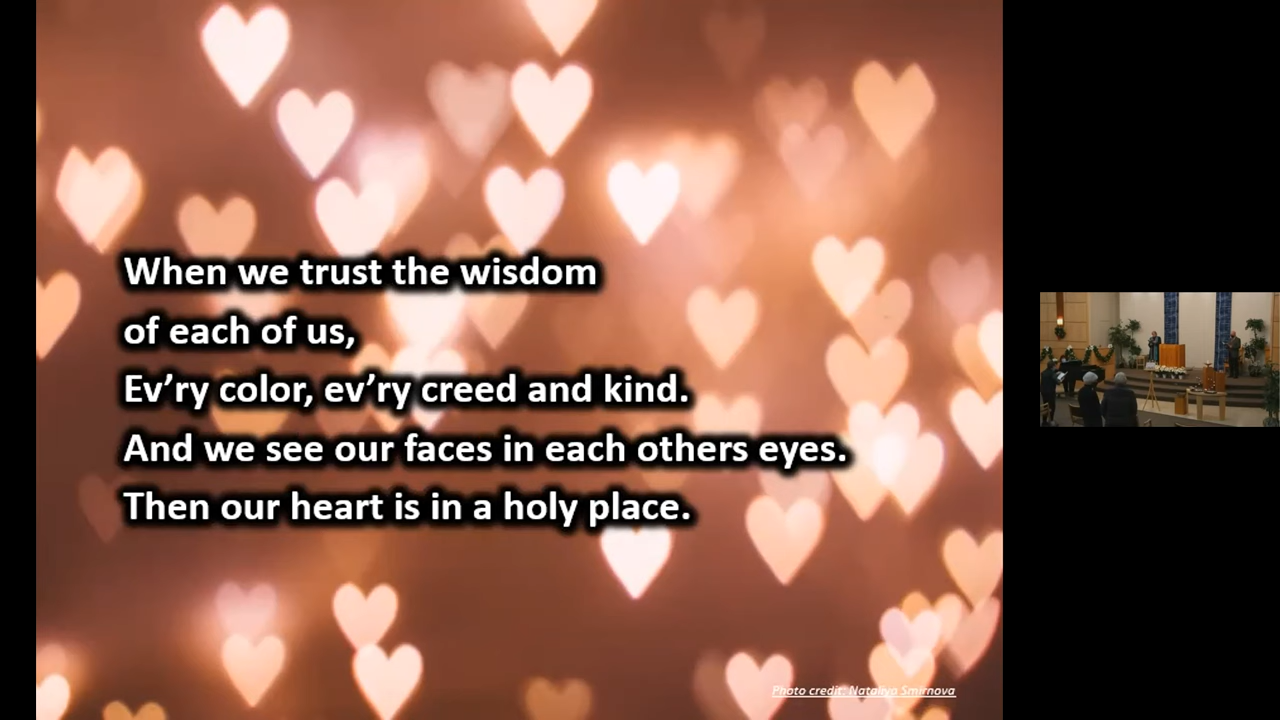 When we trust the wisdom
of each of us,
Ev’ry color, ev’ry creed and kind.
And we see our faces in each others eyes.
Then our heart is in a holy place.
Photo credit: Nataliya Smirnova